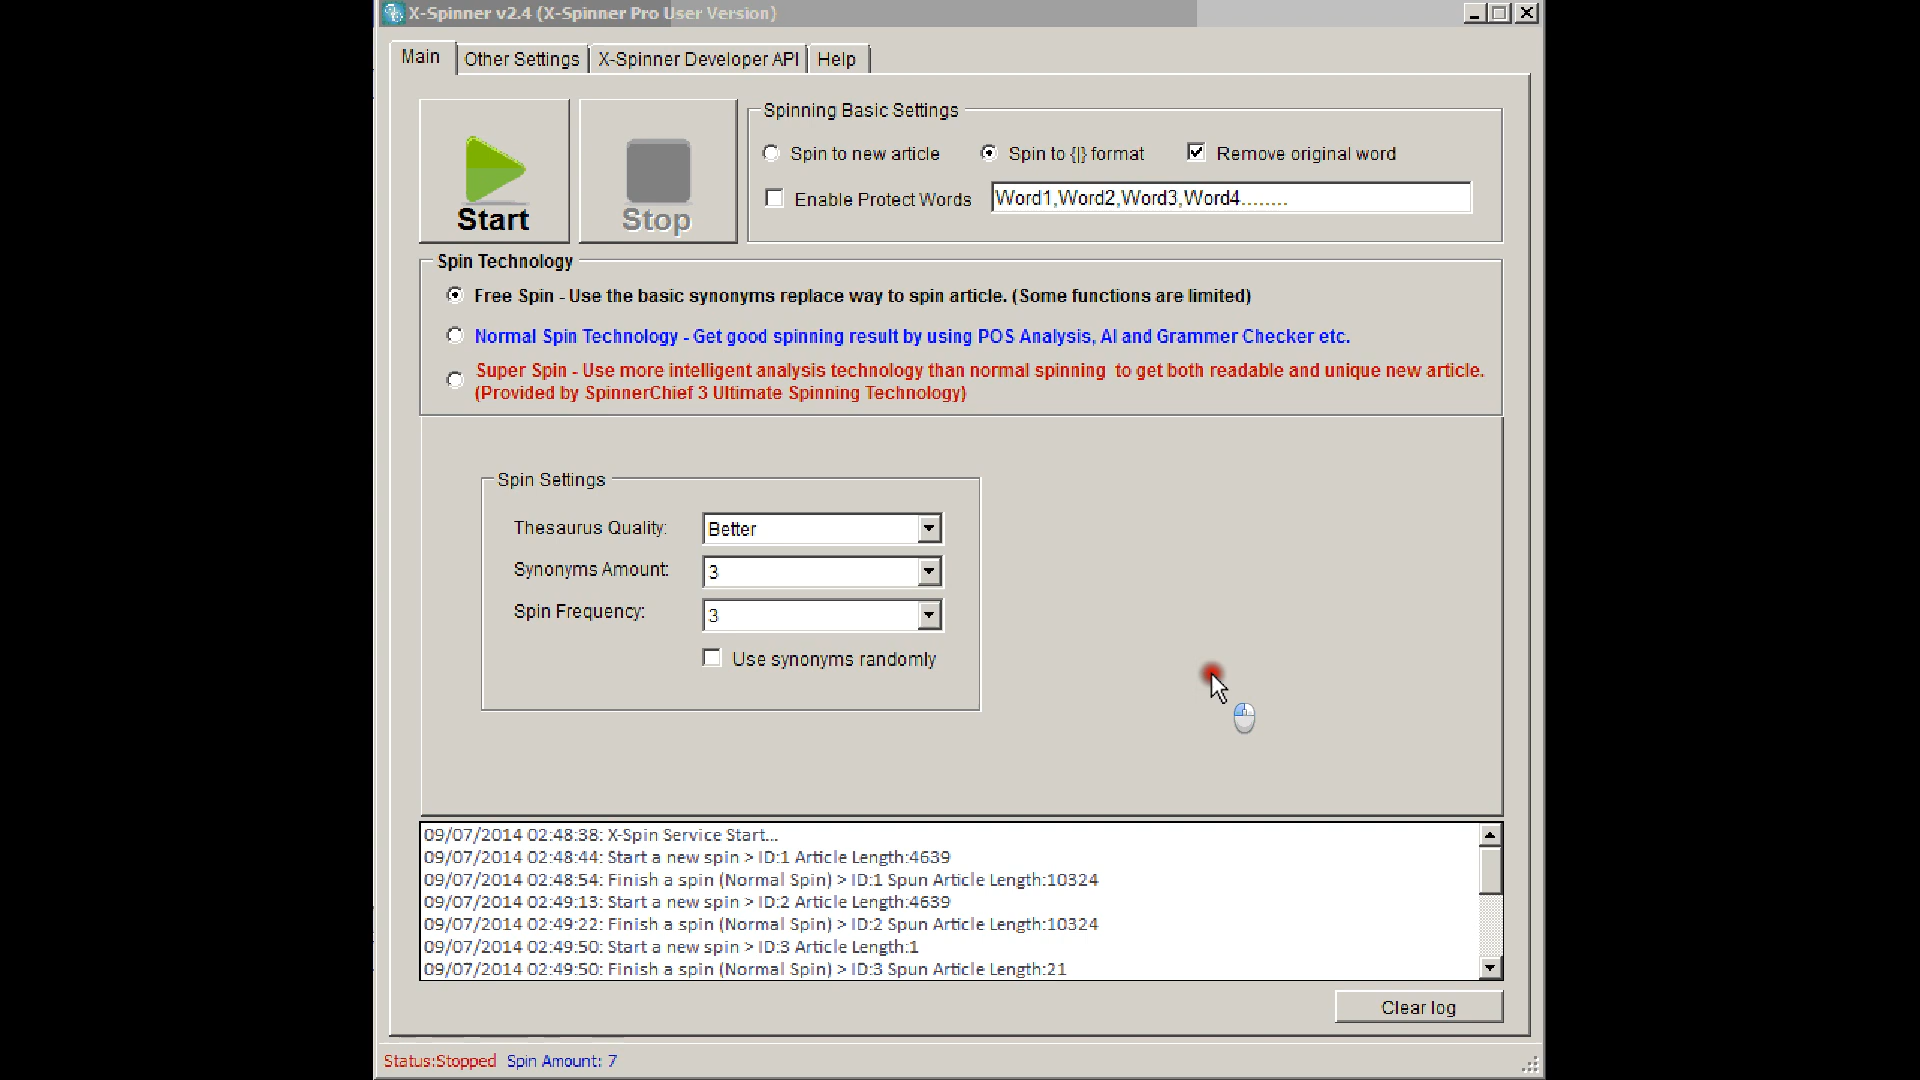 X-Spinner v2.4 (X-Spinner Pro User Version)
Main Other Settings X-Spinner Developer API Help
Start
Stop
Spinning Basic Settings
Spin to new article Spin to {|} format Remove original word
Enable Protect Words Word1,Word2,Word3,Word4........
Spin Technology
Free Spin - Use the basic synonyms replace way to spin article. (Some functions are limited)
Normal Spin Technology - Get good spinning result by using POS Analysis, AI and Grammer Checker etc.
Super Spin - Use more intelligent analysis technology than normal spinning to get both readable and unique new article.
(Provided by SpinnerChief 3 Ultimate Spinning Technology)
Spin Settings
Thesaurus Quality: Better
Synonyms Amount: 3
Spin Frequency: 3
Use synonyms randomly
09/07/2014 02:48:38: X-Spin Service Start...
09/07/2014 02:48:44: Start a new spin > ID:1 Article Length:4639
09/07/2014 02:48:54: Finish a spin (Normal Spin) > ID:1 Spun Article Length:10324
09/07/2014 02:49:13: Start a new spin > ID:2 Article Length:4639
09/07/2014 02:49:22: Finish a spin (Normal Spin) > ID:2 Spun Article Length:10324
09/07/2014 02:49:50: Start a new spin > ID:3 Article Length:1
09/07/2014 02:49:50: Finish a spin (Normal Spin) > ID:3 Spun Article Length:21
Clear log
Status:Stopped Spin Amount: 7